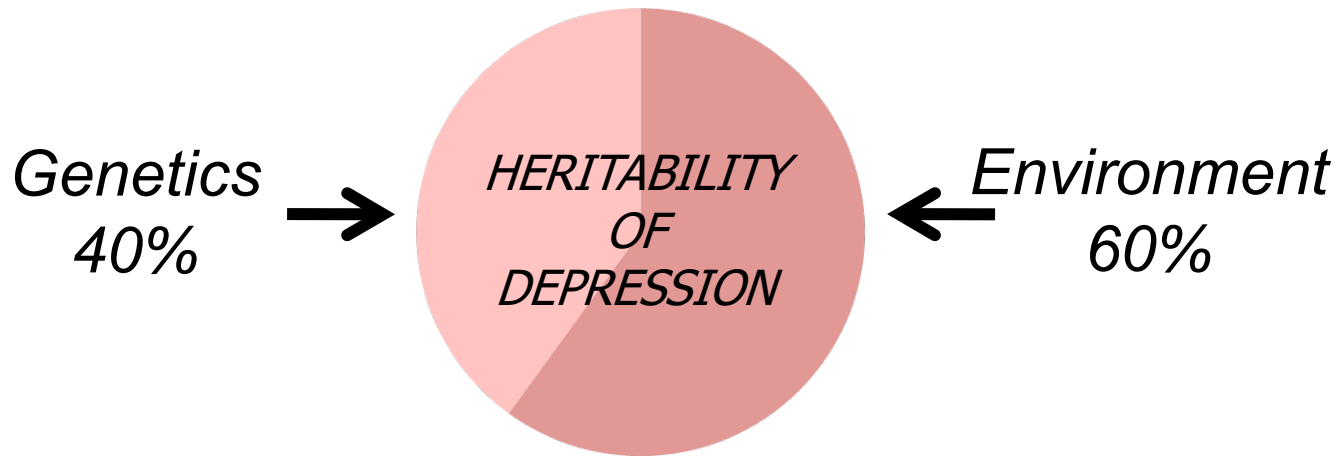 Genetics
40%
HERITABILITY
OF
DEPRESSION
Environment
60%